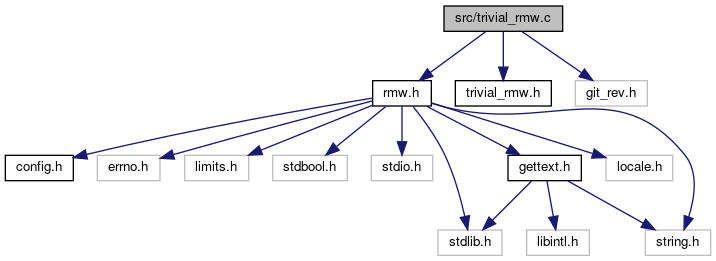 src/trivial_rmw.c
rmw.h
trivial_rmw.h
git_rev.h
config.h
errno.h
limits.h
stdbool.h
stdio.h
gettext.h
locale.h
stdlib.h
libintl.h
string.h